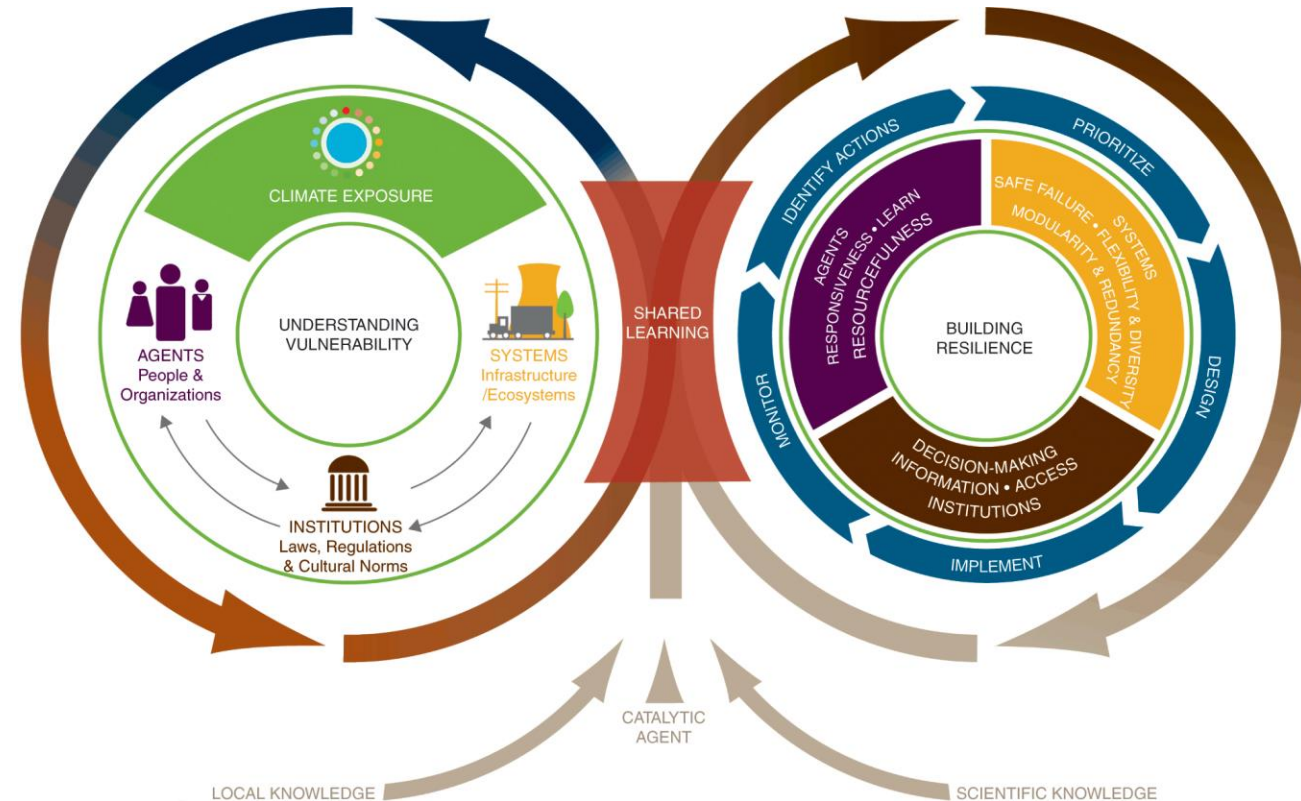 CLIMATE EXPOSURE
UNDERSTANDING
VULNERABILITY
AGENTS
People &
Organizations
SYSTEMS
Infrastructure
/Ecosystems
INSTITUTIONS
Laws, Regulations
& Cultural Norms
SHARED
LEARNING
IDENTIFY ACTIONS
PRIORITIZE
DESIGN
IMPLEMENT
MONITOR
AGENTS
RESPONSIVENESS • LEARN
RESOURCEFULNESS
SYSTEMS
SAFE FAILURE • FLEXIBILITY & DIVERSITY
MODULARITY & REDUNDANCY
BUILDING
RESILIENCE
DECISION-MAKING
INFORMATION • ACCESS
INSTITUTIONS
CATALYTIC
AGENT
LOCAL KNOWLEDGE
SCIENTIFIC KNOWLEDGE